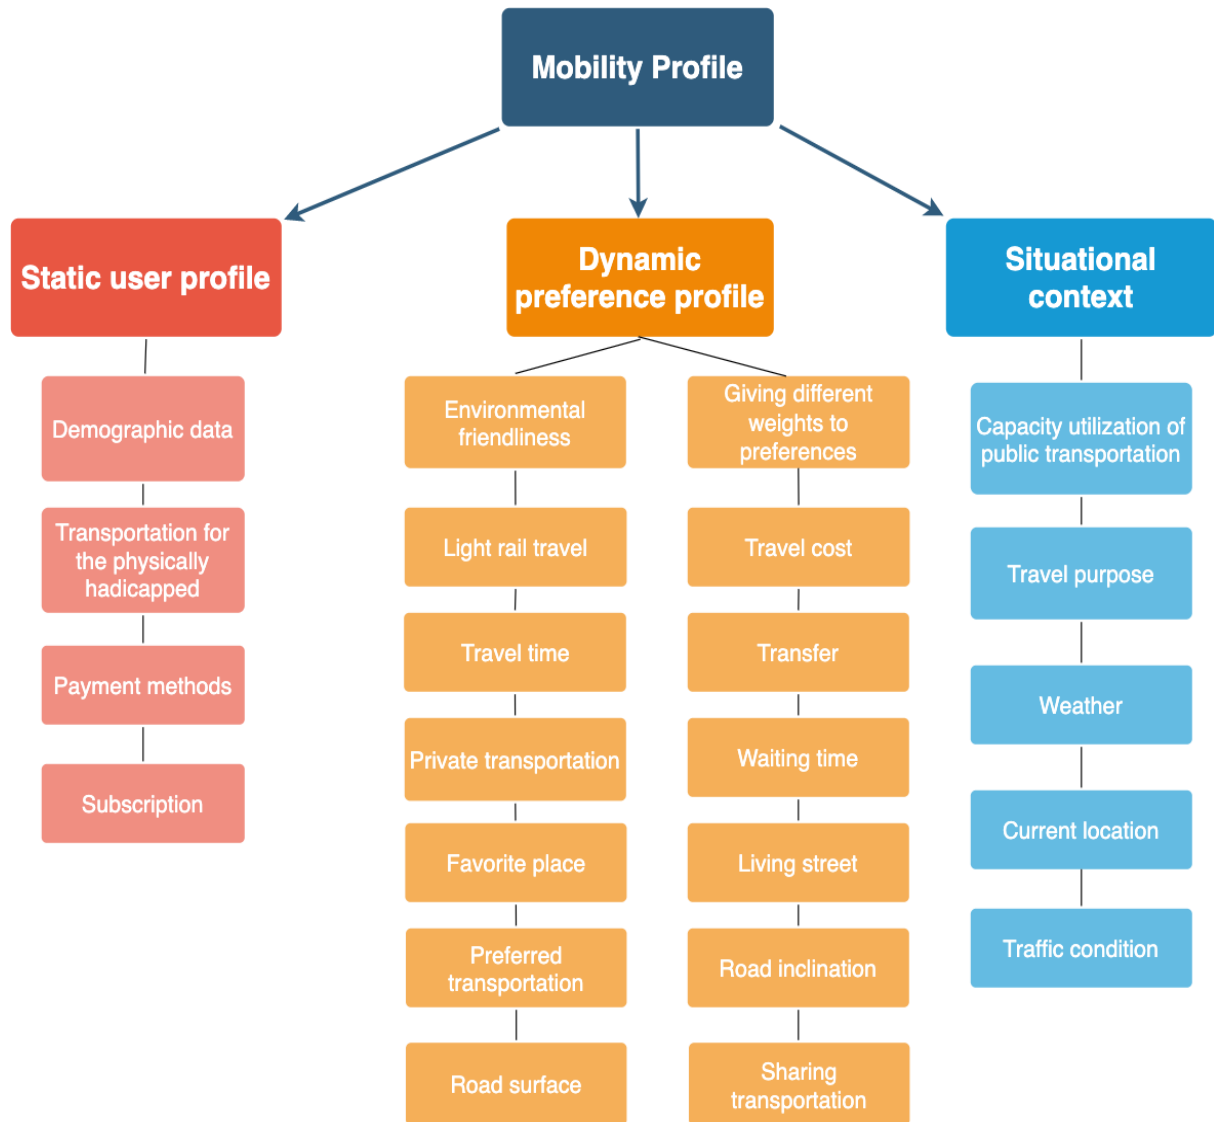 Mobility Profile
Static user profile
Demographic data
Transportation for
the physically
hadicapped
Payment methods
Subscription
Dynamic
preference profile
Environmental
friendliness
Light rail travel
Travel time
Private transportation
Favorite place
Preferred
transportation
Road surface
Giving different
weights to
preferences
Travel cost
Transfer
Waiting time
Living street
Road inclination
Sharing
transportation
Situational
context
Capacity utilization of
public transportation
Travel purpose
Weather
Current location
Traffic condition